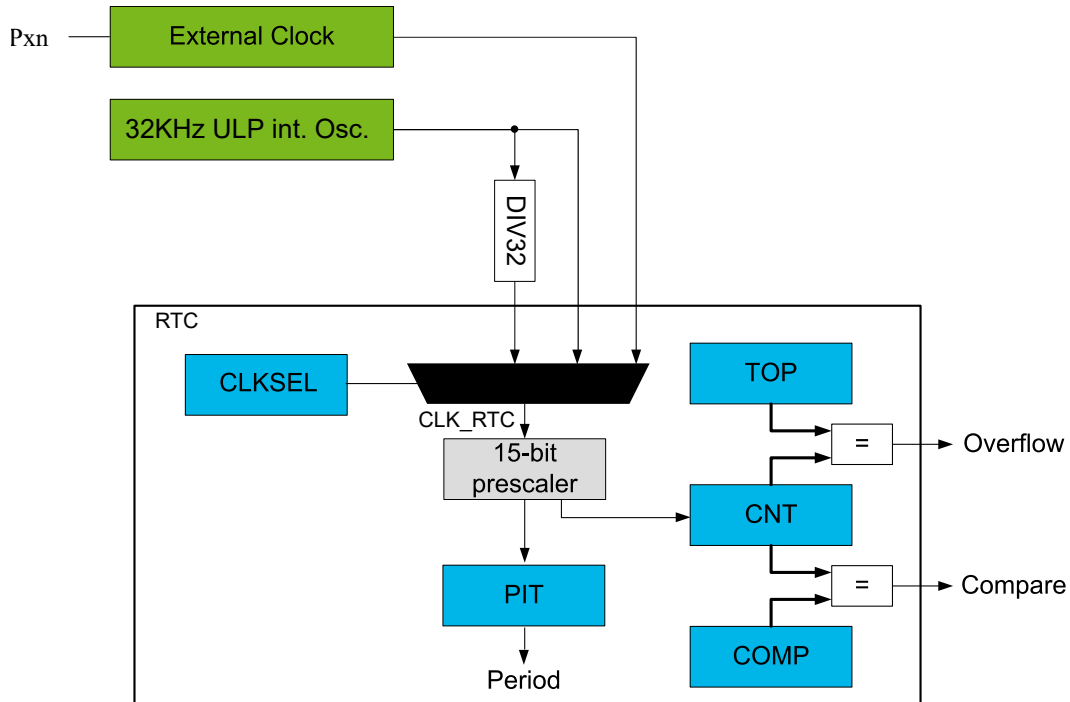 Pxn
External Clock
32KHz ULP int. Osc.
DIV32
RTC
CLKSEL
TOP
CLK_RTC
=
Overflow
15-bit
prescaler
CNT
PIT
=
Compare
COMP
Period